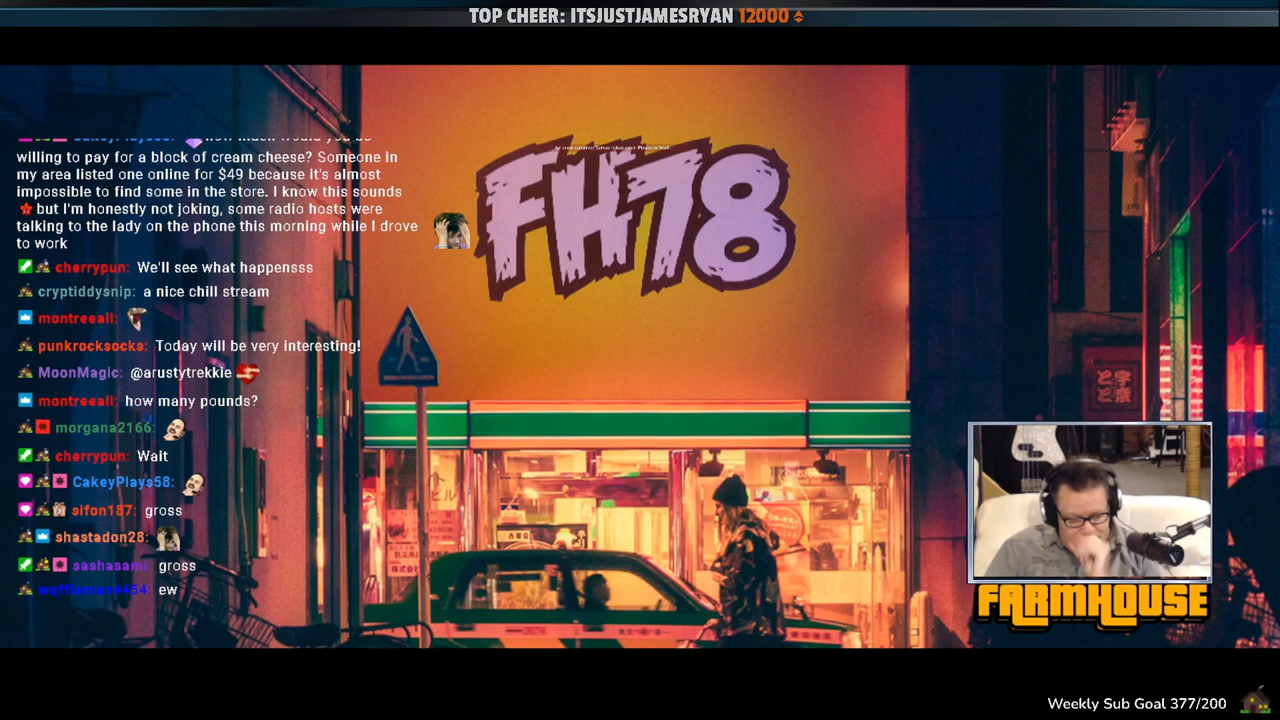 TOP CHEER: ITSJUSTJAMESRYAN 12000
willing to pay for a block of cream cheese? Someone in
my area listed one online for $49 because it's almost
impossible to find some in the store. I know this sounds
but I'm honestly not joking, some radio hosts were
talking to the lady on the phone this morning while I drove
to work
cherrypun: We'll see what happensss
cryptiddysnip: a nice chill stream
montreeall:
punkrocksocks: Today will be very interesting!
MoonMagic: @arustytrekkie
montreeall: how many pounds?
morgana2166:
cherrypun: Wait
CakeyPlays58:
sifon187: gross
shastadon28:
sashasami: gross
waffleman4454: ew
FH78
FARMHOUSE
Weekly Sub Goal 377/200